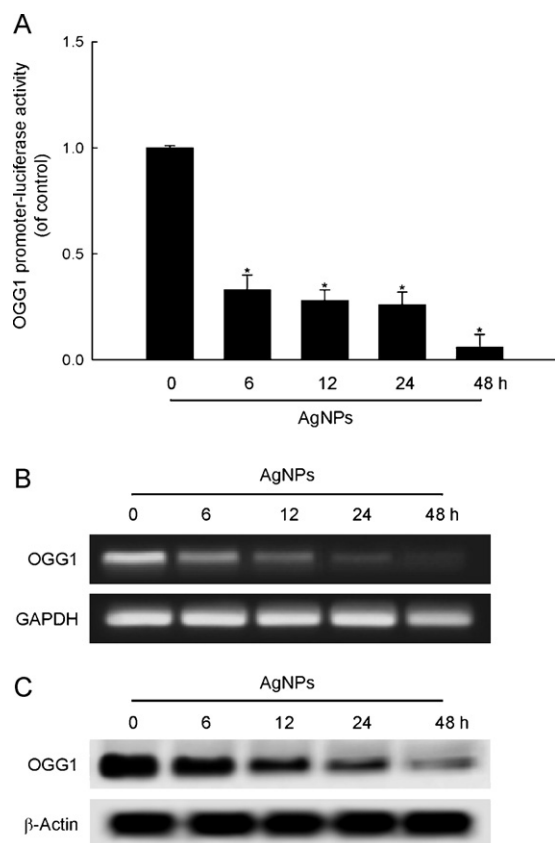 A
OGG1 promoter-luciferase activity
(of control)
1.5
1.0
0.5
0.0
* * * *
0 6 12 24 48 h
AgNPs
B
AgNPs
0 6 12 24 48 h
OGG1
GAPDH
C
AgNPs
0 6 12 24 48 h
OGG1
β-Actin